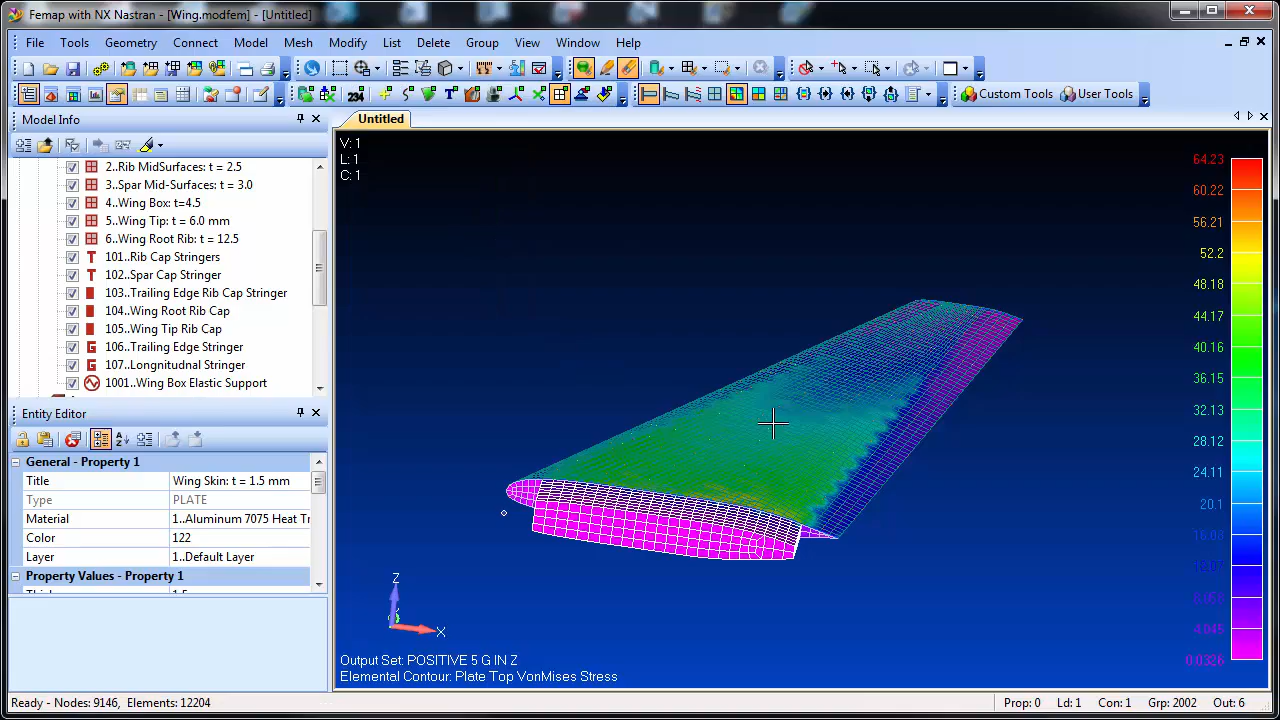 Femap with NX Nastran - [Wing.modfem] - [Untitled]
File Tools Geometry Connect Model Mesh Modify List Delete Group View Window Help
234
Custom Tools User Tools
Model Info
Untitled
2..Rib MidSurfaces: t = 2.5
3..Spar Mid-Surfaces: t = 3.0
4..Wing Box: t=4.5
5..Wing Tip: t = 6.0 mm
6..Wing Root Rib: t = 12.5
101..Rib Cap Stringers
102..Spar Cap Stringer
103..Trailing Edge Rib Cap Stringer
104..Wing Root Rib Cap
105..Wing Tip Rib Cap
106..Trailing Edge Stringer
107..Longnitudnal Stringer
1001..Wing Box Elastic Support
Entity Editor
General - Property 1
Title Wing Skin: t = 1.5 mm
Type PLATE
Material 1..Aluminum 7075 Heat Tr
Color 122
Layer 1..Default Layer
Property Values - Property 1
V: 1
L: 1
C: 1
64.23
60.22
56.21
52.2
48.18
44.17
40.16
36.15
32.13
28.12
24.11
20.1
16.08
12.07
8.058
4.045
0.0326
Z
X
Output Set: POSITIVE 5 G IN Z
Elemental Contour: Plate Top VonMises Stress
Ready - Nodes: 9146, Elements: 12204 Prop: 0 Ld: 1 Con: 1 Grp: 2002 Out: 6